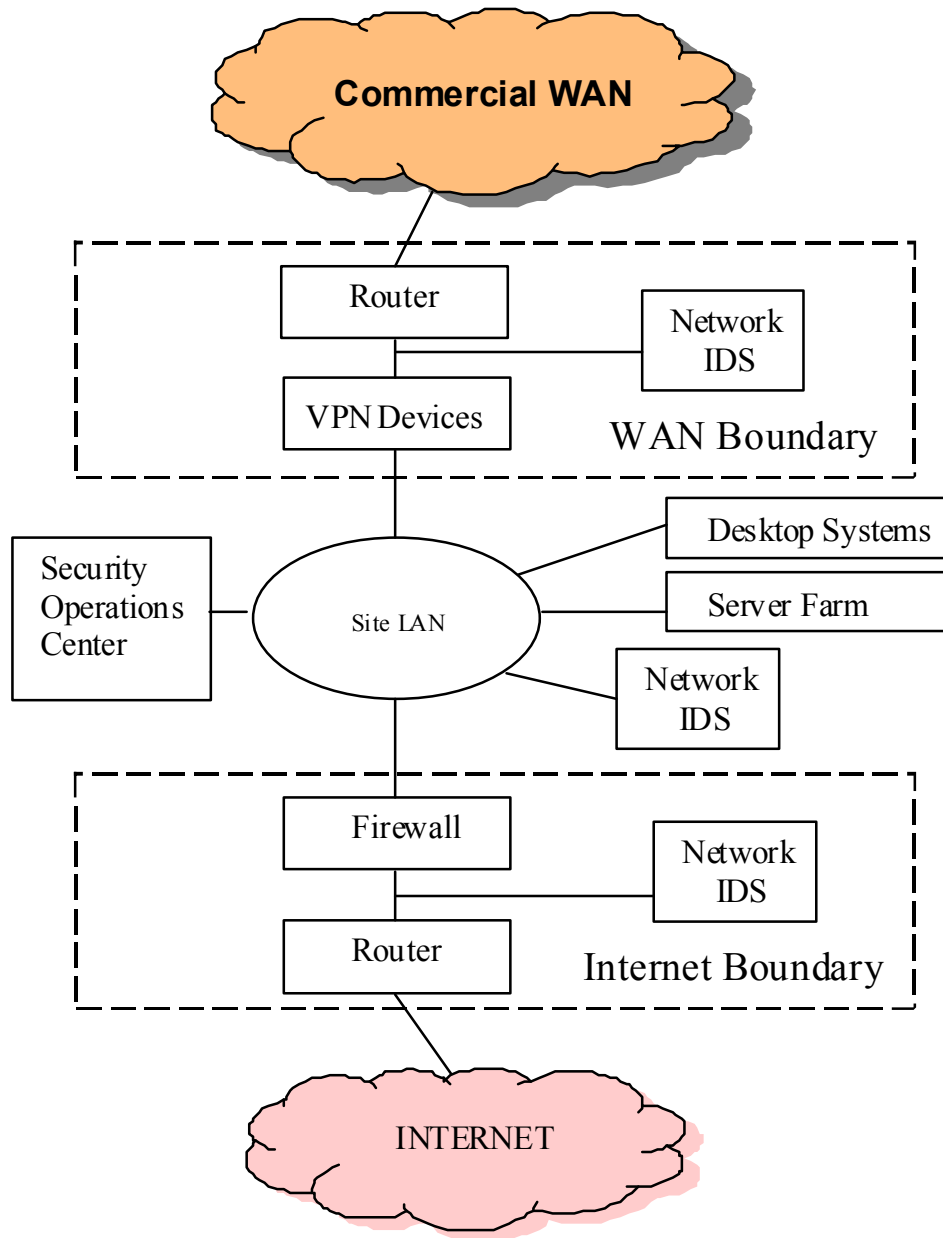 Commercial WAN
Router
Network
IDS
VPN Devices
WAN Boundary
Desktop Systems
Security
Operations
Center
Site LAN
Server Farm
Network
IDS
Firewall
Network
IDS
Router
Internet Boundary
INTERNET